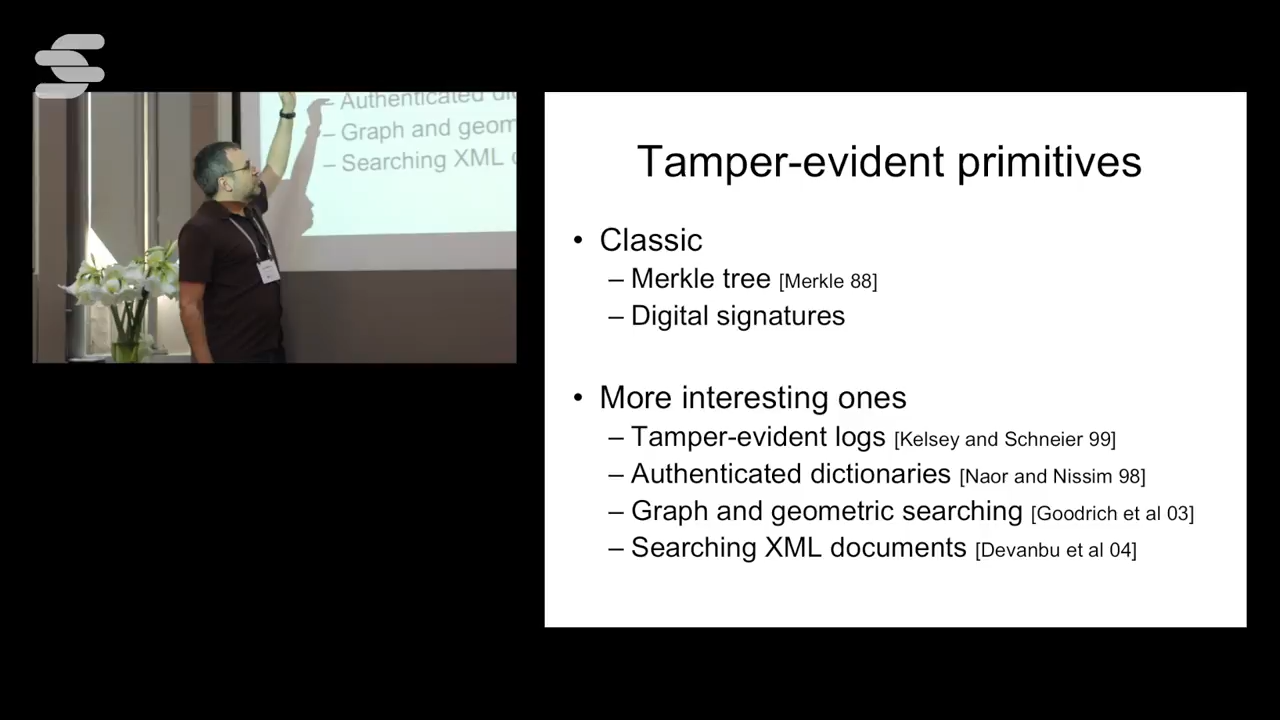 Authenticated di
– Graph and geom
– Searching XML
Tamper-evident primitives
• Classic
– Merkle tree [Merkle 88]
– Digital signatures
• More interesting ones
– Tamper-evident logs [Kelsey and Schneier 99]
– Authenticated dictionaries [Naor and Nissim 98]
– Graph and geometric searching [Goodrich et al 03]
– Searching XML documents [Devanbu et al 04]